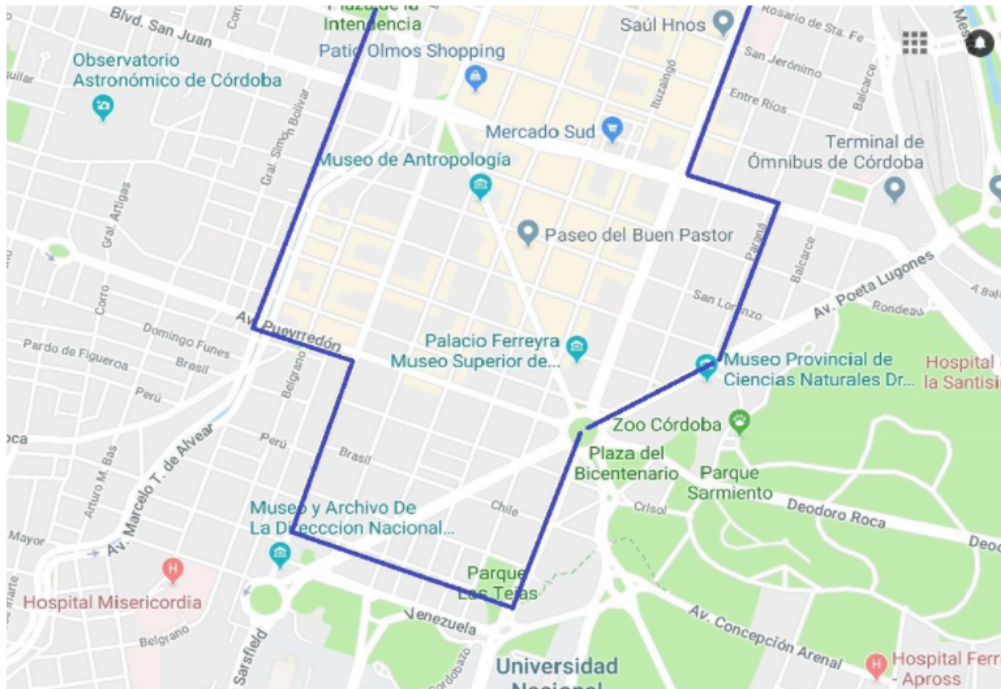 Plaza de la
Intendencia
Blvd. San Juan
Saúl Hnos
Rosario de Sta. Fe
Patio Olmos Shopping
San Jerónimo
Observatorio
Astronómico de Córdoba
Ituzaingó
Balcarce
Entre Ríos
Gral. Simón Bolívar
Mercado Sud
Terminal de
Ómnibus de Córdoba
Museo de Antropología
Gral. Artigas
Paseo del Buen Pastor
Paraná
Balcarce
Corro
San Lorenzo
Av. Poeta Lugones
Rondeau
Av. Pueyrredón
Domingo Funes
Pardo de Figueroa
Brasil
Belgrano
Palacio Ferreyra
Museo Superior de...
Museo Provincial de
Ciencias Naturales Dr...
Hospital
la Santísi
Perú
Zoo Córdoba
Perú
Brasil
Plaza del
Bicentenario
Parque
Sarmiento
Arturo M. Bas
Av. Marcelo T. de Alvear
Museo y Archivo De
La Direcccion Nacional...
Chile
Crisol
Deodoro Roca
Mayor
Parque
Las Tejas
Hospital Misericordia
Venezuela
Av. Concepción Arenal
Belgrano
Sarsfield
Universidad
Nacional
Hospital Ferr
- Apross